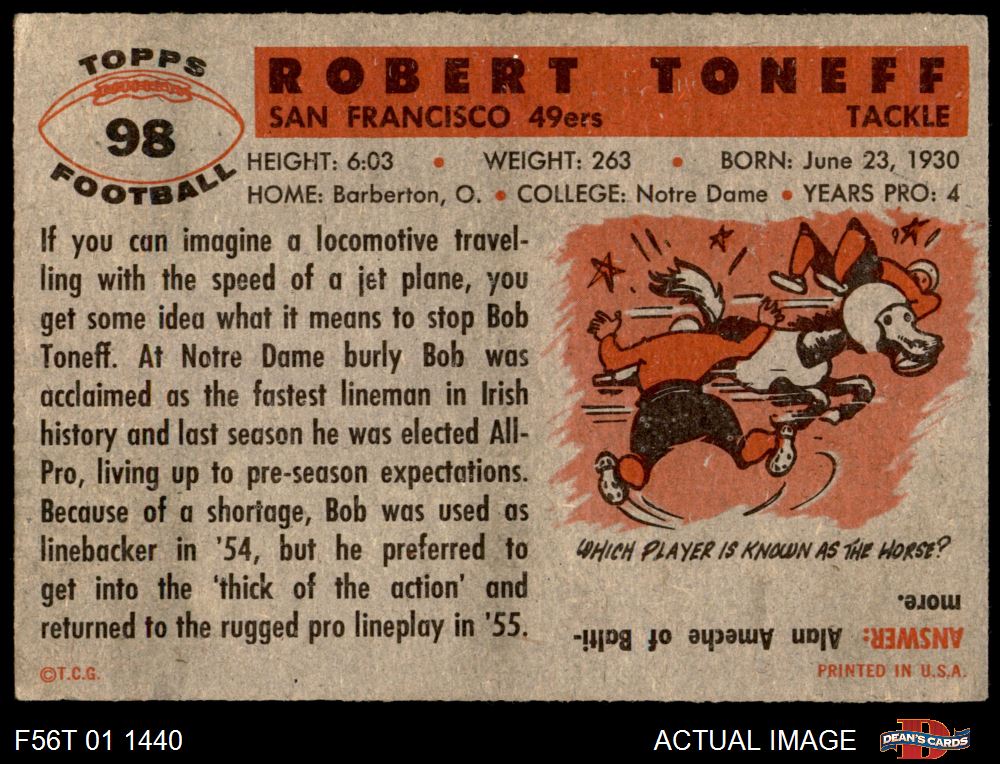 TOPPS
98
FOOTBALL
ROBERT TONEFF
SAN FRANCISCO 49ers TACKLE
HEIGHT: 6:03 • WEIGHT: 263 • BORN: June 23, 1930
HOME: Barberton, O. • COLLEGE: Notre Dame • YEARS PRO: 4
If you can imagine a locomotive travel-
ling with the speed of a jet plane, you
get some idea what it means to stop Bob
Toneff. At Notre Dame burly Bob was
acclaimed as the fastest lineman in Irish
history and last season he was elected All-
Pro, living up to pre-season expectations.
Because of a shortage, Bob was used as
linebacker in '54, but he preferred to
get into the 'thick of the action' and
returned to the rugged pro lineplay in '55.
©T.C.G.
WHICH PLAYER IS KNOWN AS THE HORSE?
ANSWER: Alan Ameche of Balti-
more.
PRINTED IN U.S.A.
F56T 01 1440
ACTUAL IMAGE
DEAN'S CARDS